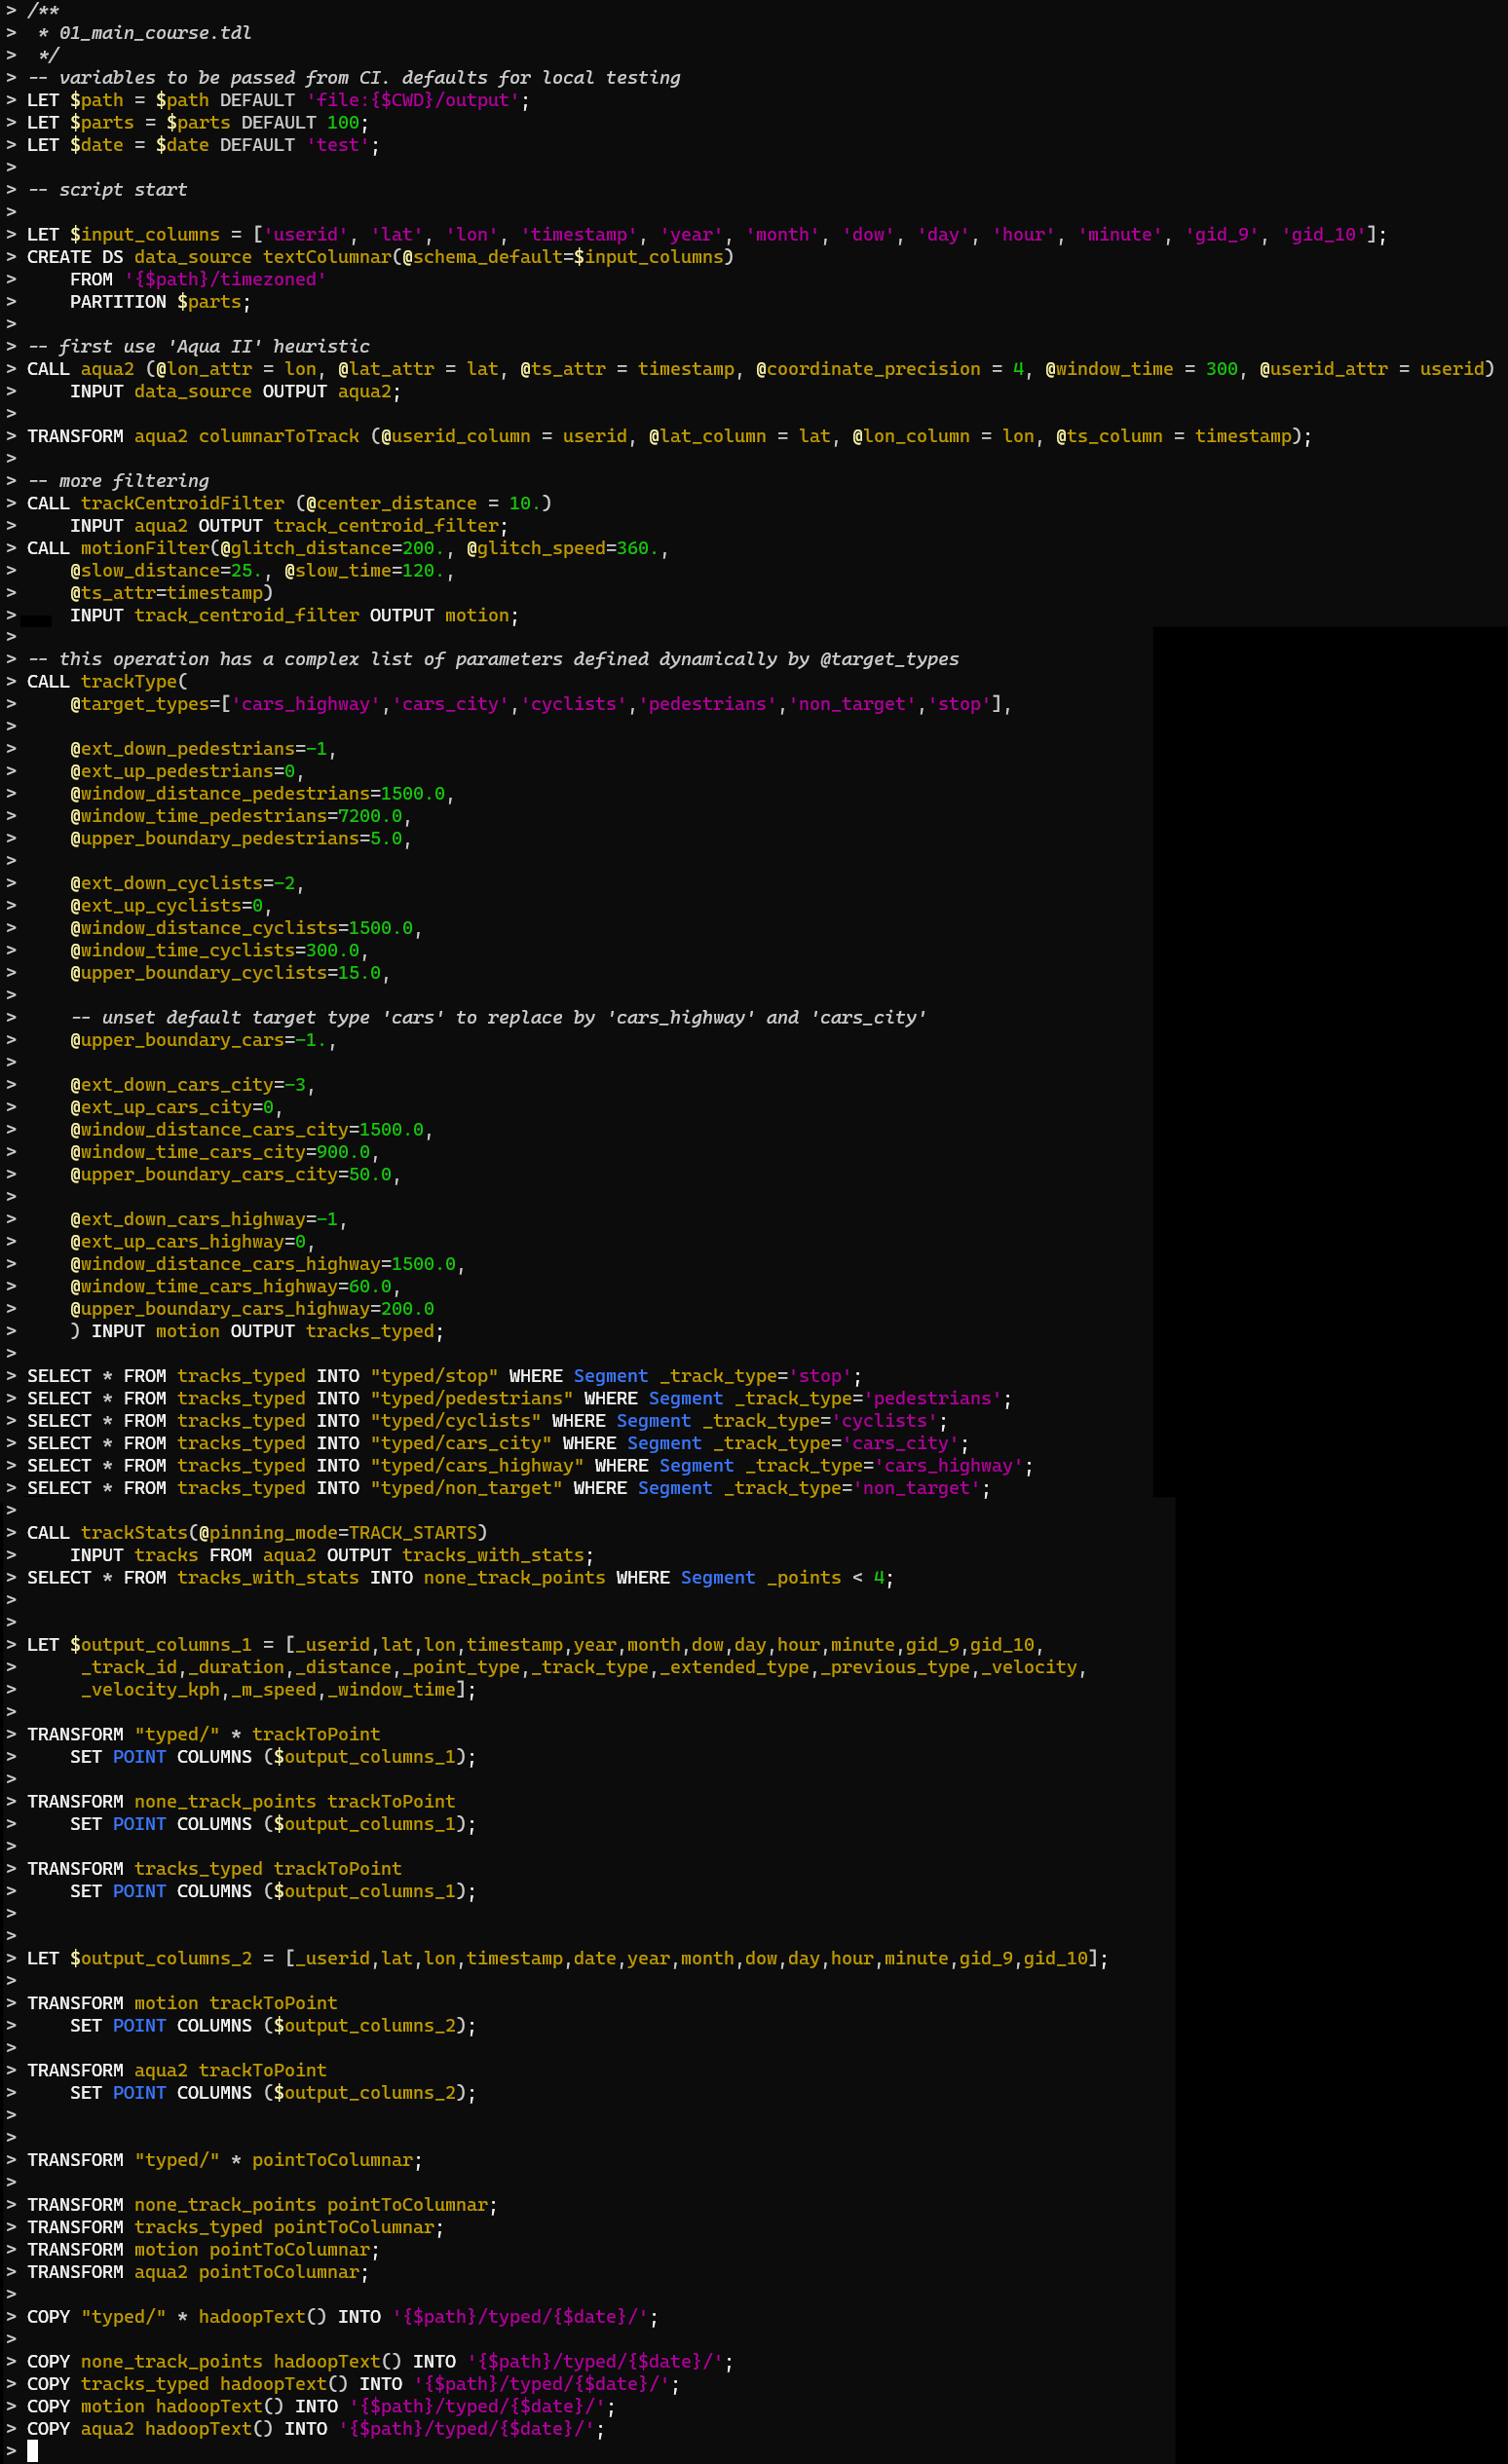 > /**
>  * 01_main_course.tdl
>  */
> -- variables to be passed from CI. defaults for local testing
> LET $path = $path DEFAULT 'file:{$CWD}/output';
> LET $parts = $parts DEFAULT 100;
> LET $date = $date DEFAULT 'test';
>
> -- script start
>
> LET $input_columns = ['userid', 'lat', 'lon', 'timestamp', 'year', 'month', 'dow', 'day', 'hour', 'minute', 'gid_9', 'gid_10'];
> CREATE DS data_source textColumnar(@schema_default=$input_columns)
>     FROM '{$path}/timezoned'
>     PARTITION $parts;
>
> -- first use 'Aqua II' heuristic
> CALL aqua2 (@lon_attr = lon, @lat_attr = lat, @ts_attr = timestamp, @coordinate_precision = 4, @window_time = 300, @userid_attr = userid)
>     INPUT data_source OUTPUT aqua2;
>
> TRANSFORM aqua2 columnarToTrack (@userid_column = userid, @lat_column = lat, @lon_column = lon, @ts_column = timestamp);
>
> -- more filtering
> CALL trackCentroidFilter (@center_distance = 10.)
>     INPUT aqua2 OUTPUT track_centroid_filter;
> CALL motionFilter(@glitch_distance=200., @glitch_speed=360.,
>     @slow_distance=25., @slow_time=120.,
>     @ts_attr=timestamp)
>     INPUT track_centroid_filter OUTPUT motion;
>
> -- this operation has a complex list of parameters defined dynamically by @target_types
> CALL trackType(
>     @target_types=['cars_highway','cars_city','cyclists','pedestrians','non_target','stop'],
>
>     @ext_down_pedestrians=-1,
>     @ext_up_pedestrians=0,
>     @window_distance_pedestrians=1500.0,
>     @window_time_pedestrians=7200.0,
>     @upper_boundary_pedestrians=5.0,
>
>     @ext_down_cyclists=-2,
>     @ext_up_cyclists=0,
>     @window_distance_cyclists=1500.0,
>     @window_time_cyclists=300.0,
>     @upper_boundary_cyclists=15.0,
>
>     -- unset default target type 'cars' to replace by 'cars_highway' and 'cars_city'
>     @upper_boundary_cars=-1.,
>
>     @ext_down_cars_city=-3,
>     @ext_up_cars_city=0,
>     @window_distance_cars_city=1500.0,
>     @window_time_cars_city=900.0,
>     @upper_boundary_cars_city=50.0,
>
>     @ext_down_cars_highway=-1,
>     @ext_up_cars_highway=0,
>     @window_distance_cars_highway=1500.0,
>     @window_time_cars_highway=60.0,
>     @upper_boundary_cars_highway=200.0
>     ) INPUT motion OUTPUT tracks_typed;
>
> SELECT * FROM tracks_typed INTO "typed/stop" WHERE Segment _track_type='stop';
> SELECT * FROM tracks_typed INTO "typed/pedestrians" WHERE Segment _track_type='pedestrians';
> SELECT * FROM tracks_typed INTO "typed/cyclists" WHERE Segment _track_type='cyclists';
> SELECT * FROM tracks_typed INTO "typed/cars_city" WHERE Segment _track_type='cars_city';
> SELECT * FROM tracks_typed INTO "typed/cars_highway" WHERE Segment _track_type='cars_highway';
> SELECT * FROM tracks_typed INTO "typed/non_target" WHERE Segment _track_type='non_target';
>
> CALL trackStats(@pinning_mode=TRACK_STARTS)
>     INPUT tracks FROM aqua2 OUTPUT tracks_with_stats;
> SELECT * FROM tracks_with_stats INTO none_track_points WHERE Segment _points < 4;
>
>
> LET $output_columns_1 = [_userid,lat,lon,timestamp,year,month,dow,day,hour,minute,gid_9,gid_10,
>      _track_id,_duration,_distance,_point_type,_track_type,_extended_type,_previous_type,_velocity,
>      _velocity_kph,_m_speed,_window_time];
>
> TRANSFORM "typed/" * trackToPoint
>     SET POINT COLUMNS ($output_columns_1);
>
> TRANSFORM none_track_points trackToPoint
>     SET POINT COLUMNS ($output_columns_1);
>
> TRANSFORM tracks_typed trackToPoint
>     SET POINT COLUMNS ($output_columns_1);
>
>
> LET $output_columns_2 = [_userid,lat,lon,timestamp,date,year,month,dow,day,hour,minute,gid_9,gid_10];
>
> TRANSFORM motion trackToPoint
>     SET POINT COLUMNS ($output_columns_2);
>
> TRANSFORM aqua2 trackToPoint
>     SET POINT COLUMNS ($output_columns_2);
>
>
> TRANSFORM "typed/" * pointToColumnar;
>
> TRANSFORM none_track_points pointToColumnar;
> TRANSFORM tracks_typed pointToColumnar;
> TRANSFORM motion pointToColumnar;
> TRANSFORM aqua2 pointToColumnar;
>
> COPY "typed/" * hadoopText() INTO '{$path}/typed/{$date}/';
>
> COPY none_track_points hadoopText() INTO '{$path}/typed/{$date}/';
> COPY tracks_typed hadoopText() INTO '{$path}/typed/{$date}/';
> COPY motion hadoopText() INTO '{$path}/typed/{$date}/';
> COPY aqua2 hadoopText() INTO '{$path}/typed/{$date}/';
>